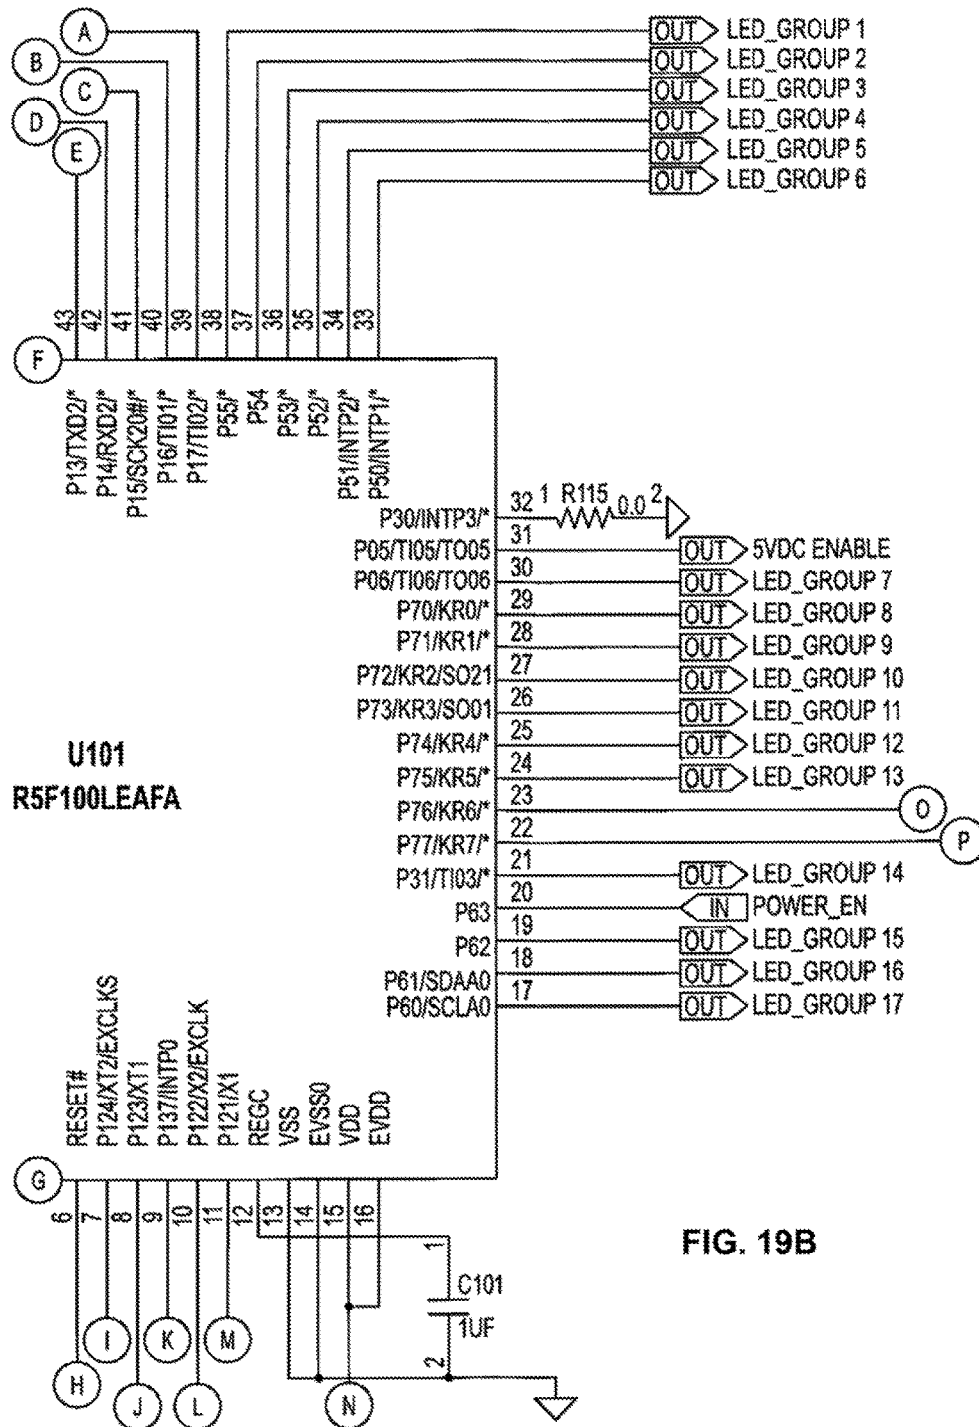 A
OUT LED_GROUP 1
B
OUT LED_GROUP 2
C
OUT LED_GROUP 3
D
OUT LED_GROUP 4
E
OUT LED_GROUP 5
OUT LED_GROUP 6
43
42
41
40
39
38
37
36
35
34
33
F
P13/TXD2/*
P14/RXD2/*
P15/SCK20#/*
P16/TI01/*
P17/TI02/*
P55/*
P54
P53/*
P52/*
P51/INTP2/*
P50/INTP1/*
P30/INTP3/* 32 1 R115 0.0 2
P05/TI05/TO05 31 OUT 5VDC ENABLE
P06/TI06/TO06 30 OUT LED_GROUP 7
P70/KR0/* 29 OUT LED_GROUP 8
P71/KR1/* 28 OUT LED_GROUP 9
P72/KR2/SO21 27 OUT LED_GROUP 10
P73/KR3/SO01 26 OUT LED_GROUP 11
P74/KR4/* 25 OUT LED_GROUP 12
P75/KR5/* 24 OUT LED_GROUP 13
P76/KR6/* 23 O
P77/KR7/* 22 P
P31/TI03/* 21 OUT LED_GROUP 14
P63 20 IN POWER_EN
P62 19 OUT LED_GROUP 15
P61/SDAA0 18 OUT LED_GROUP 16
P60/SCLA0 17 OUT LED_GROUP 17
U101
R5F100LEAFA
RESET#
P124/XT2/EXCLKS
P123/XT1
P137/INTP0
P122/X2/EXCLK
P121/X1
REGC
VSS
EVSS0
VDD
EVDD
G
6
7
8
9
10
11
12
13
14
15
16
1
C101
1UF
2
I
K
M
H
J
L
N
FIG. 19B